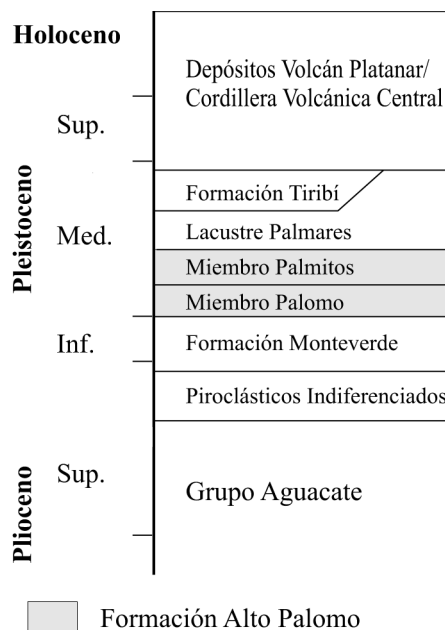 Holoceno
Depósitos Volcán Platanar/
Cordillera Volcánica Central
Sup.
Pleistoceno
Formación Tiribí
Med.
Lacustre Palmares
Miembro Palmitos
Miembro Palomo
Inf.
Formación Monteverde
Piroclásticos Indiferenciados
Plioceno
Sup.
Grupo Aguacate
Formación Alto Palomo